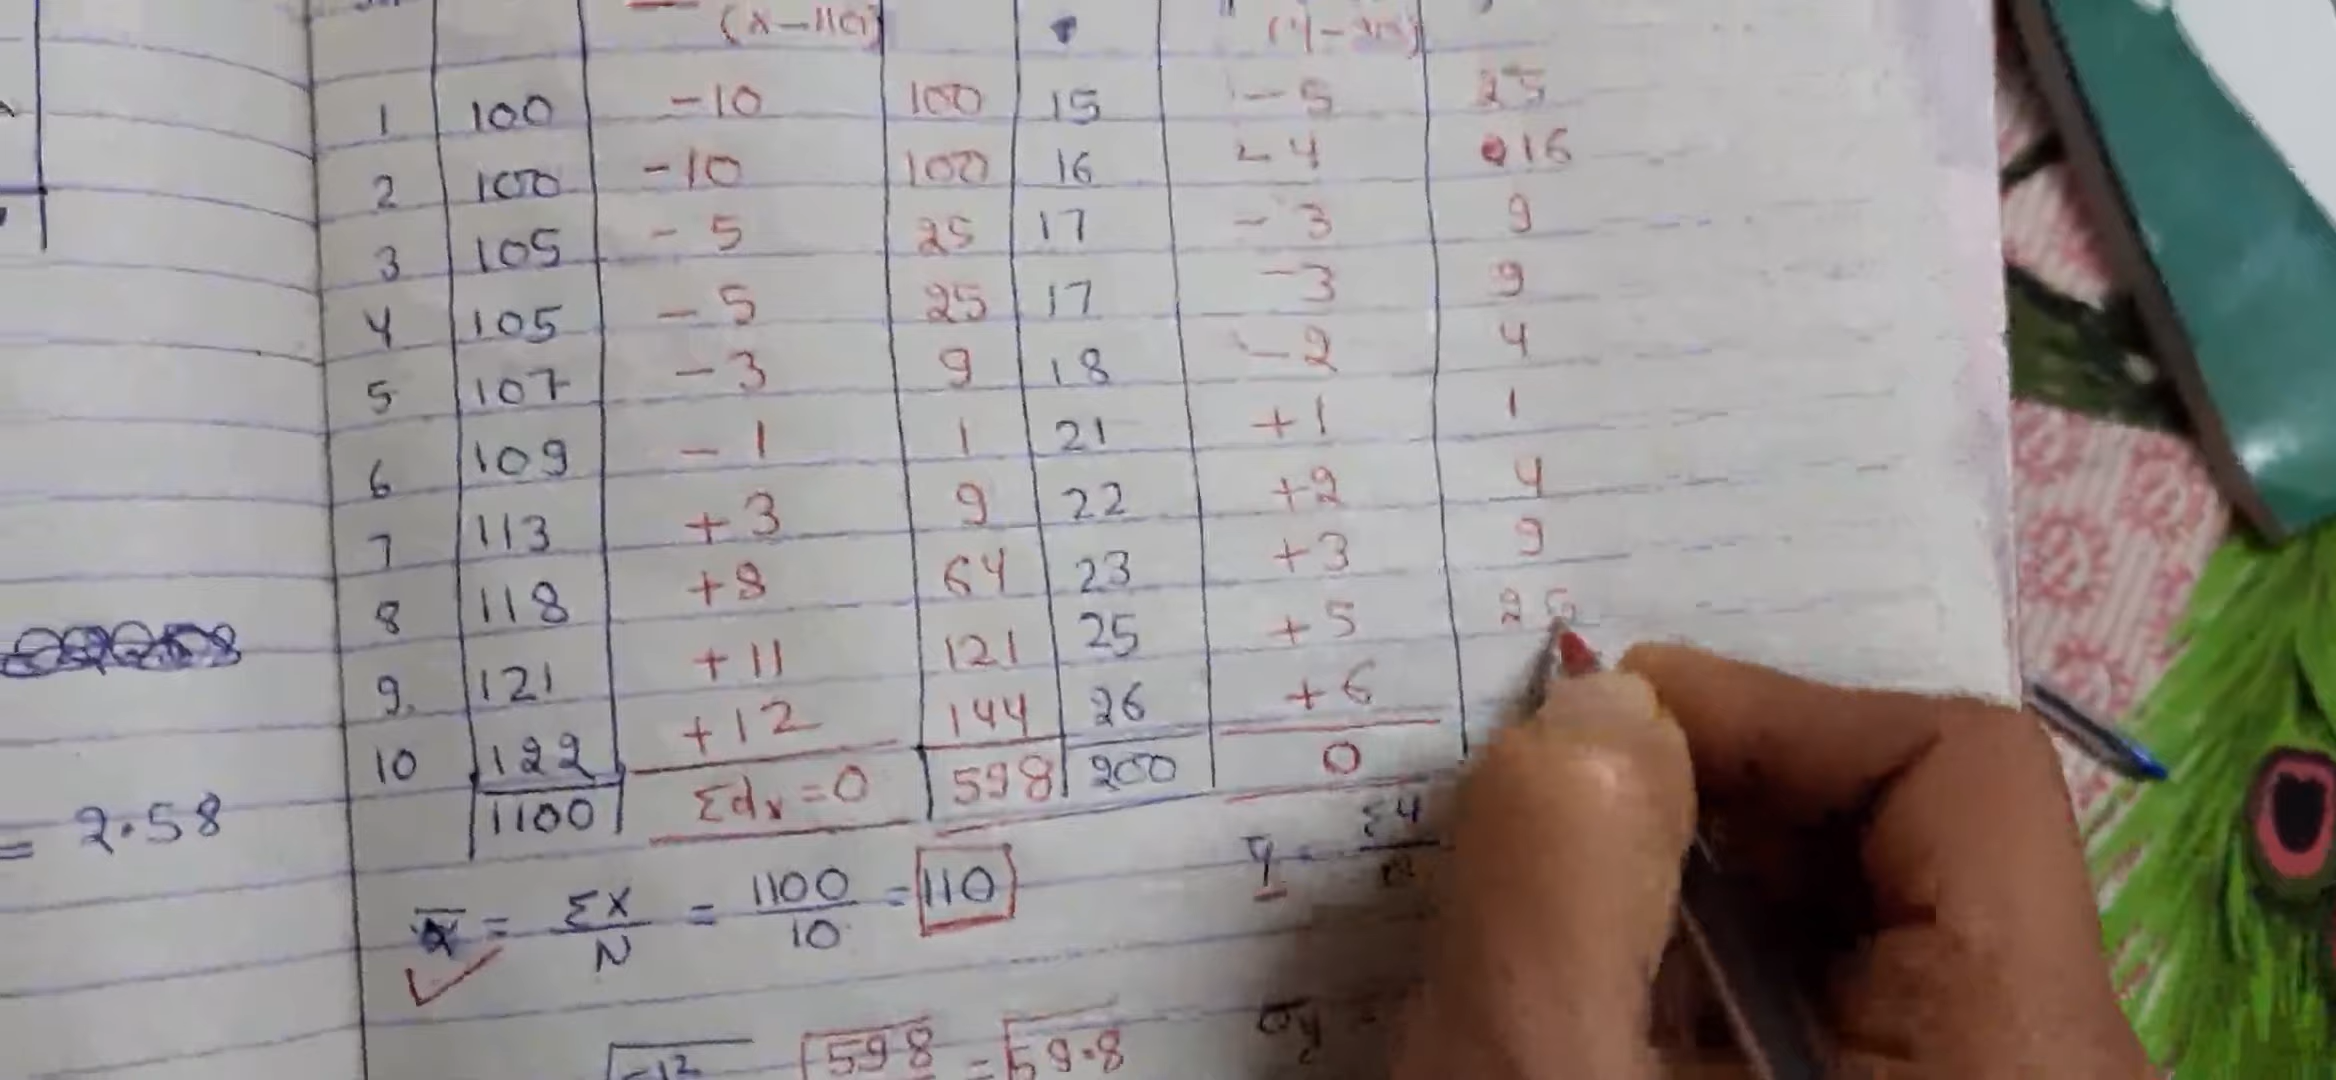 (x-110) (y-20)
1 100 -10 100 15 -5 25
2 100 -10 100 16 -4 16
3 105 -5 25 17 -3 9
4 105 -5 25 17 -3 9
5 107 -3 9 18 -2 4
6 109 -1 1 21 +1 1
7 113 +3 9 22 +2 4
8 118 +8 64 23 +3 9
9. 121 +11 121 25 +5 25
10 122 +12 144 26 +6
1100 Σdx=0 598 200 0
= 2.58
x̄ = ΣX/N = 1100/10 = 110 ȳ = Σy
√598 = √59.8 σy =